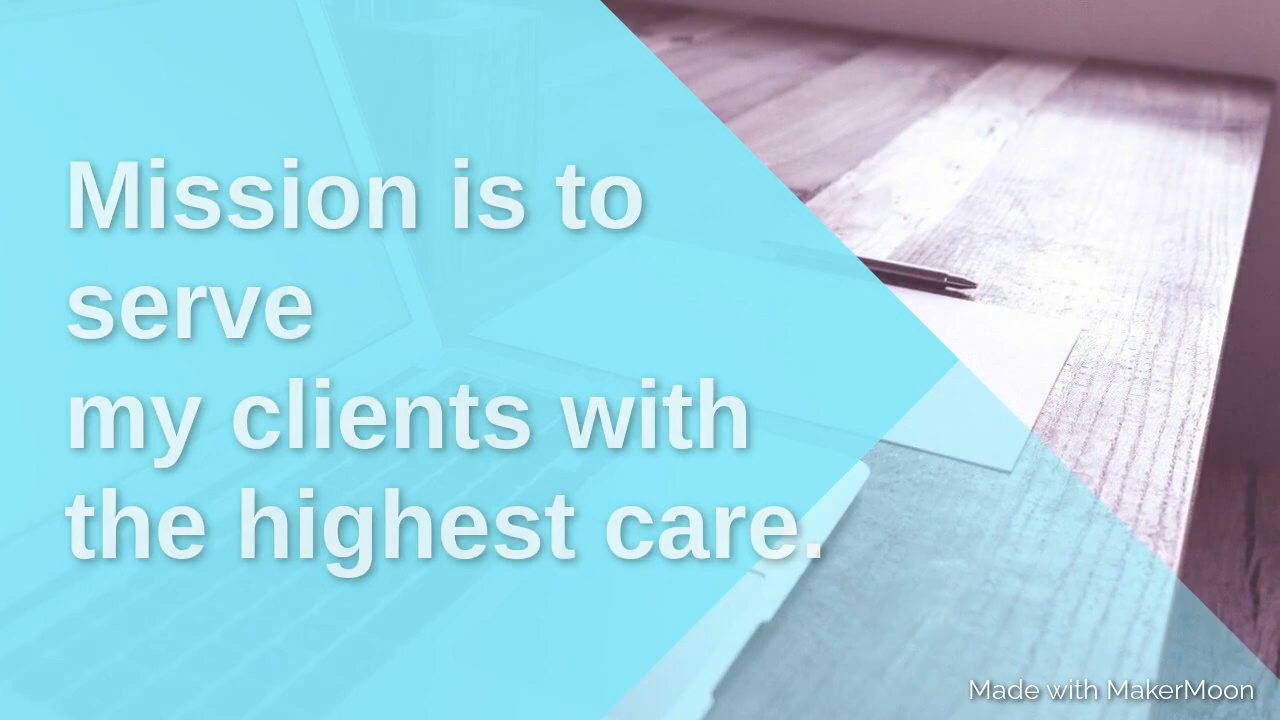 Mission is to
serve
my clients with
the highest care.
Made with MakerMoon